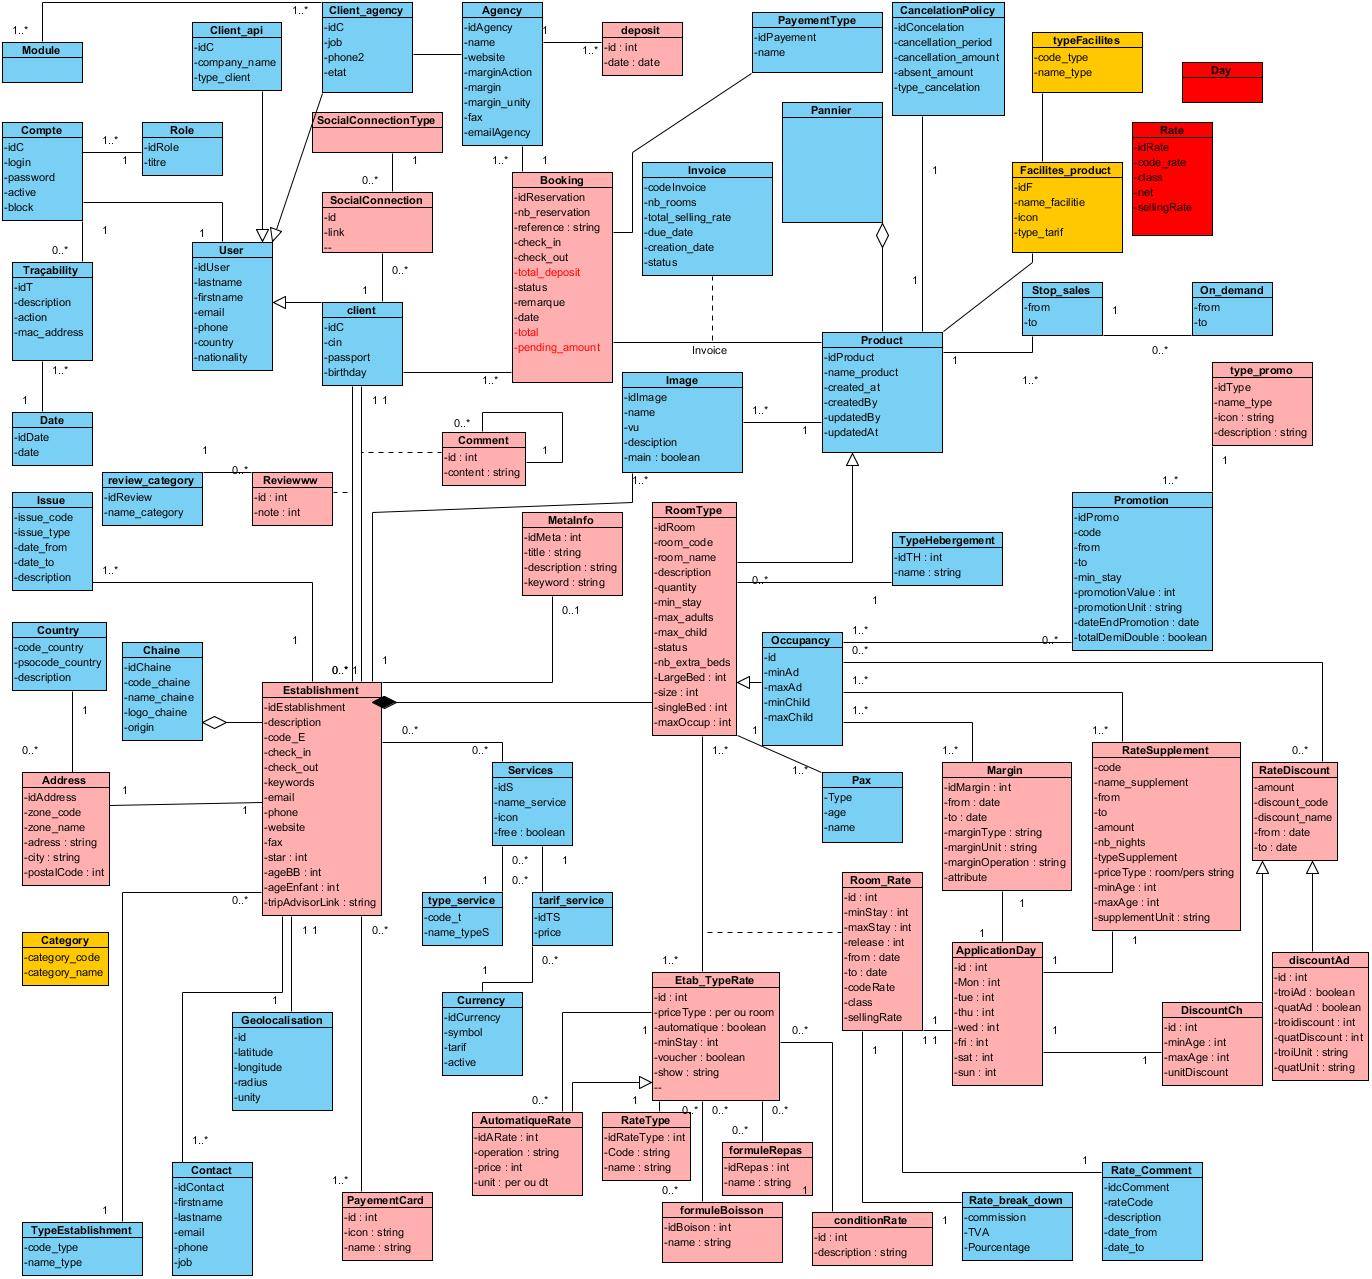 1..*
Module
1..*
Client_api
-idC
-company_name
-type_client
Client_agency
-idC
-job
-phone2
-etat
Agency
-idAgency
-name
-website
-marginAction
-margin
-margin_unity
-fax
-emailAgency
1
1..*
deposit
-id : int
-date : date
PayementType
-idPayement
-name
CancelationPolicy
-idConcelation
-cancellation_period
-cancellation_amount
-absent_amount
-type_cancelation
typeFacilites
-code_type
-name_type
Day
Compte
-idC
-login
-password
-active
-block
1..*
1
Role
-idRole
-titre
SocialConnectionType
1
0..*
SocialConnection
-id
-link
--
0..*
1
1..*
1
Booking
-idReservation
-nb_reservation
-reference : string
-check_in
-check_out
-total_deposit
-status
-remarque
-date
-total
-pending_amount
Invoice
-codeInvoice
-nb_rooms
-total_selling_rate
-due_date
-creation_date
-status
Invoice
Pannier
1
1
Facilites_product
-idF
-name_facilitie
-icon
-type_tarif
Rate
-idRate
-code_rate
-class
-net
-sellingRate
1
0..*
1
User
-idUser
-lastname
-firstname
-email
-phone
-country
-nationality
Traçability
-idT
-description
-action
-mac_address
1..*
1
Date
-idDate
-date
client
-idC
-cin
-passport
-birthday
1..*
1 1
Product
-idProduct
-name_product
-created_at
-createdBy
-updatedBy
-updatedAt
1
1..*
Stop_sales
-from
-to
1
0..*
On_demand
-from
-to
type_promo
-idType
-name_type
-icon : string
-description : string
1
1..*
Image
-idImage
-name
-vu
-desciption
-main : boolean
1..*
1
1..*
0..*
1
Comment
-id : int
-content : string
1
0..*
review_category
-idReview
-name_category
Reviewww
-id : int
-note : int
Issue
-issue_code
-issue_type
-date_from
-date_to
-description
1..*
1
MetaInfo
-idMeta : int
-title : string
-description : string
-keyword : string
0..1
1
RoomType
-idRoom
-room_code
-room_name
-description
-quantity
-min_stay
-max_adults
-max_child
-status
-nb_extra_beds
-LargeBed : int
-size : int
-singleBed : int
-maxOccup : int
TypeHebergement
-idTH : int
-name : string
0..*
1
Promotion
-idPromo
-code
-from
-to
-min_stay
-promotionValue : int
-promotionUnit : string
-dateEndPromotion : date
-totalDemiDouble : boolean
Country
-code_country
-psocode_country
-description
1
0..*
Chaine
-idChaine
-code_chaine
-name_chaine
-logo_chaine
-origin
0..* 1
Establishment
-idEstablishment
-description
-code_E
-check_in
-check_out
-keywords
-email
-phone
-website
-fax
-star : int
-ageBB : int
-ageEnfant : int
-tripAdvisorLink : string
Occupancy
-id
-minAd
-maxAd
-minChild
-maxChild
1..*
0..*
0..*
1..*
1..*
1..*
1..*
0..*
1
1..*
1..*
Address
-idAddress
-zone_code
-zone_name
-adress : string
-city : string
-postalCode : int
1
1
0..*
0..*
Services
-idS
-name_service
-icon
-free : boolean
0..*
1
1
0..*
type_service
-code_t
-name_typeS
tarif_service
-idTS
-price
0..*
1
Currency
-idCurrency
-symbol
-tarif
-active
Pax
-Type
-age
-name
Margin
-idMargin : int
-from : date
-to : date
-marginType : string
-marginUnit : string
-marginOperation : string
-attribute
RateSupplement
-code
-name_supplement
-from
-to
-amount
-nb_nights
-typeSupplement
-priceType : room/pers string
-minAge : int
-maxAge : int
-supplementUnit : string
RateDiscount
-amount
-discount_code
-discount_name
-from : date
-to : date
Room_Rate
-id : int
-minStay : int
-maxStay : int
-release : int
-from : date
-to : date
-codeRate
-class
-sellingRate
1
1
1
ApplicationDay
-id : int
-Mon : int
-tue : int
-thu : int
-wed : int
-fri : int
-sat : int
-sun : int
1
1
1
1
1 1
1
discountAd
-id : int
-troiAd : boolean
-quatAd : boolean
-troidiscount : int
-quatDiscount : int
-troiUnit : string
-quatUnit : string
DiscountCh
-id : int
-minAge : int
-maxAge : int
-unitDiscount
Category
-category_code
-category_name
0..*
1 1
0..*
1
Geolocalisation
-id
-latitude
-longitude
-radius
-unity
1..*
Etab_TypeRate
-id : int
-priceType : per ou room
-automatique : boolean
-minStay : int
-voucher : boolean
-show : string
--
1
0..*
0..*
1
0..*
0..*
0..*
0..*
AutomatiqueRate
-idARate : int
-operation : string
-price : int
-unit : per ou dt
RateType
-idRateType : int
-Code : string
-name : string
formuleRepas
-idRepas : int
-name : string
1
0..*
formuleBoisson
-idBoison : int
-name : string
conditionRate
-id : int
-description : string
1
Rate_break_down
-commission
-TVA
-Pourcentage
1
Rate_Comment
-idcComment
-rateCode
-description
-date_from
-date_to
1
TypeEstablishment
-code_type
-name_type
1..*
Contact
-idContact
-firstname
-lastname
-email
-phone
-job
1..*
PayementCard
-id : int
-icon : string
-name : string